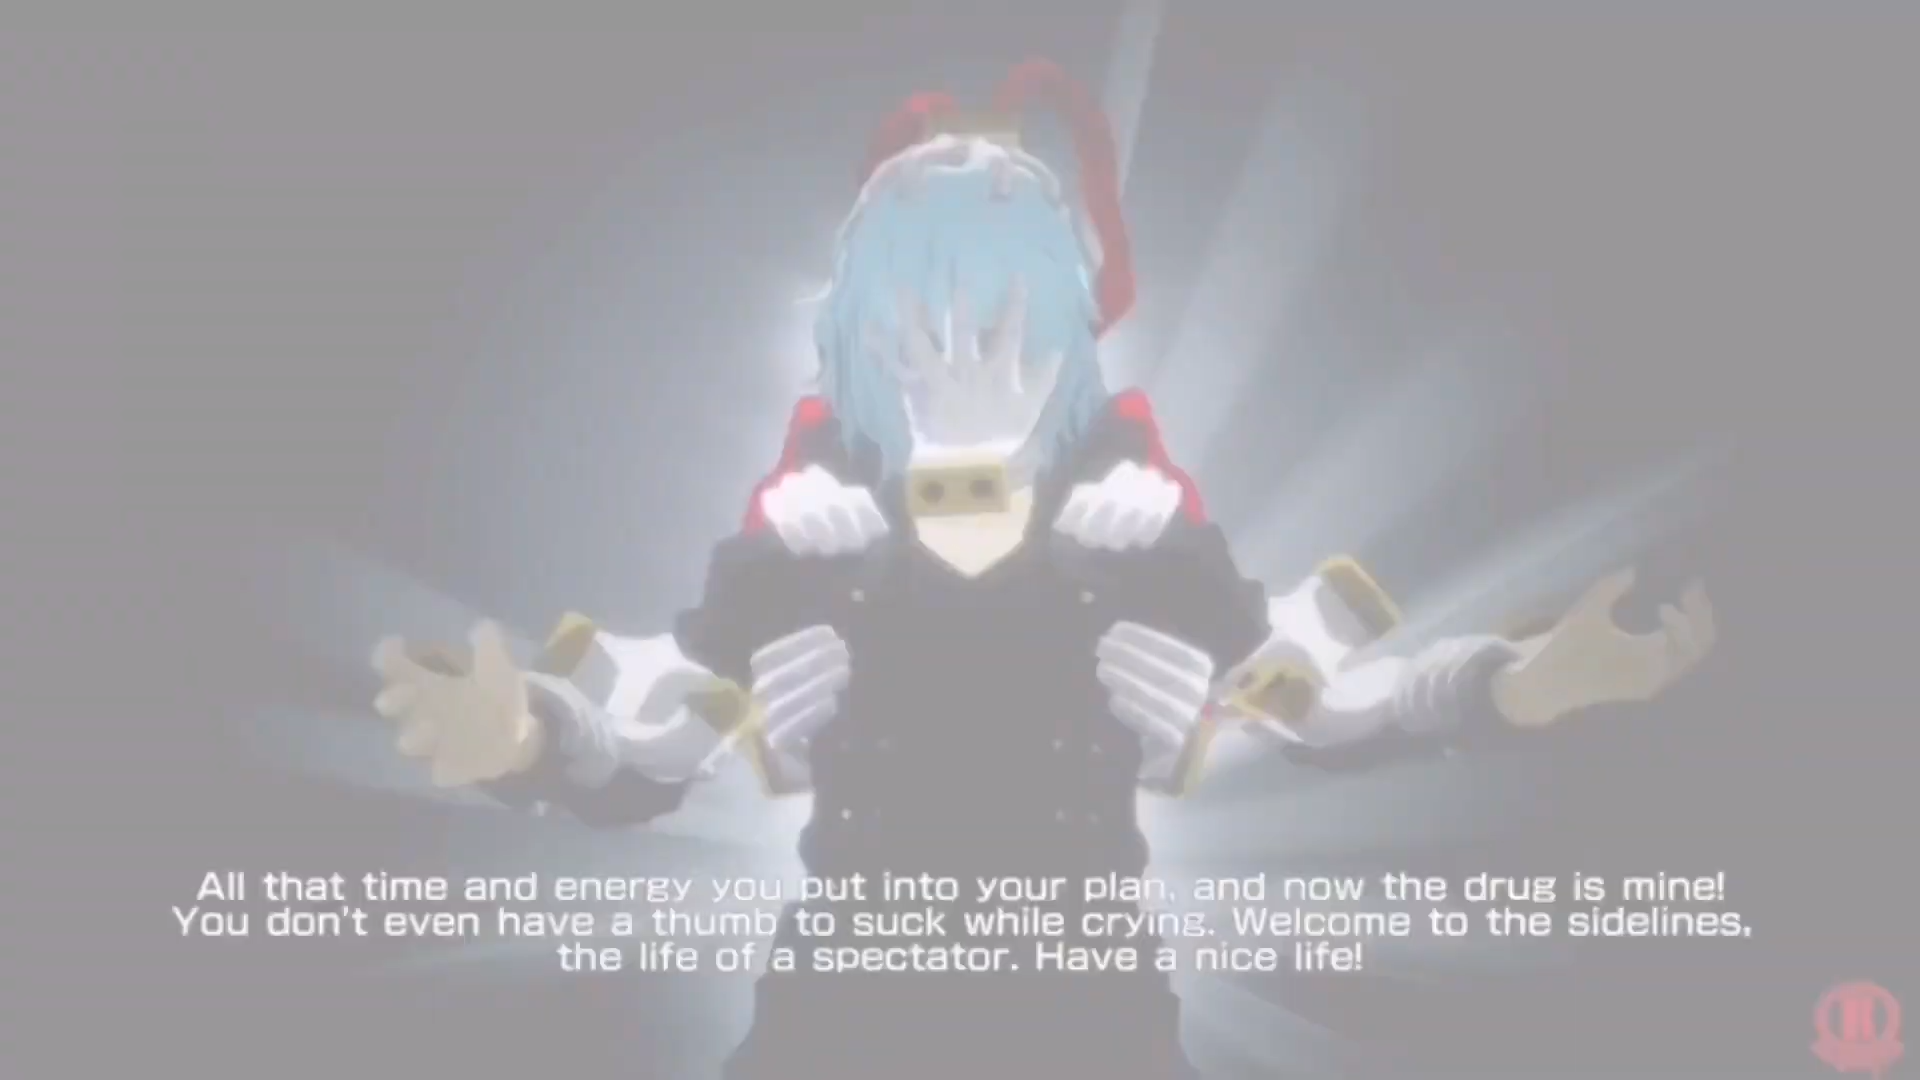 All that time and energy you put into your plan, and now the drug is mine!
You don't even have a thumb to suck while crying. Welcome to the sidelines,
the life of a spectator. Have a nice life!